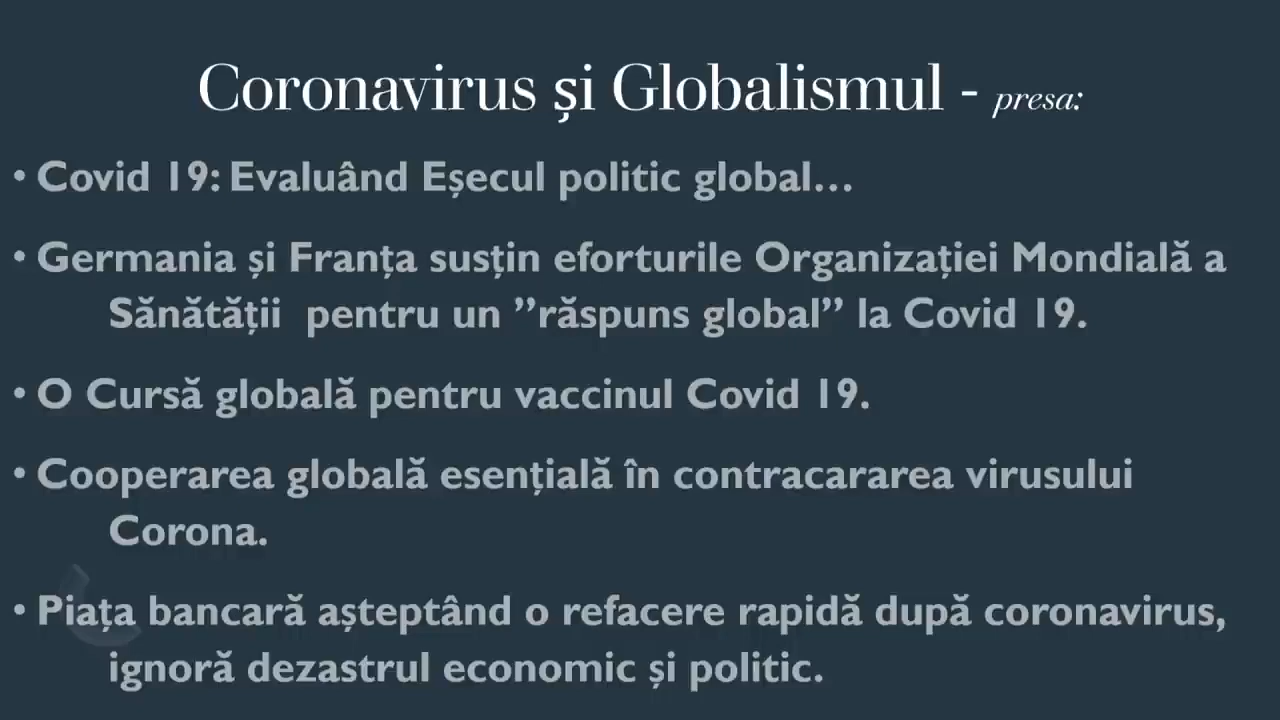 Coronavirus și Globalismul - presa:
• Covid 19: Evaluând Eșecul politic global…
• Germania și Franța susțin eforturile Organizației Mondială a
Sănătății pentru un ”răspuns global” la Covid 19.
• O Cursă globală pentru vaccinul Covid 19.
• Cooperarea globală esențială în contracararea virusului
Corona.
• Piața bancară așteptând o refacere rapidă după coronavirus,
ignoră dezastrul economic și politic.